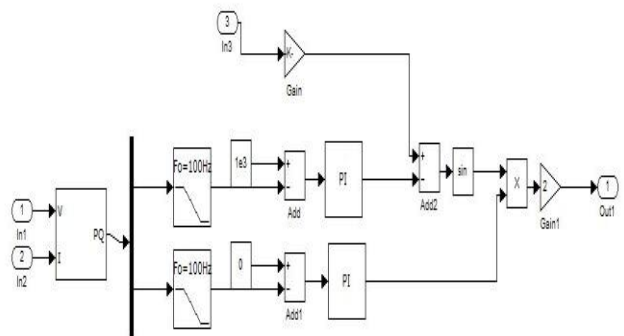 3
In3
K-
Gain
Fo=100Hz
1e3
+
-
Add
PI
+
-
Add2
sin
X
2
Gain1
1
Out1
1
In1
2
In2
V
I
PQ
Fo=100Hz
0
+
-
Add1
PI